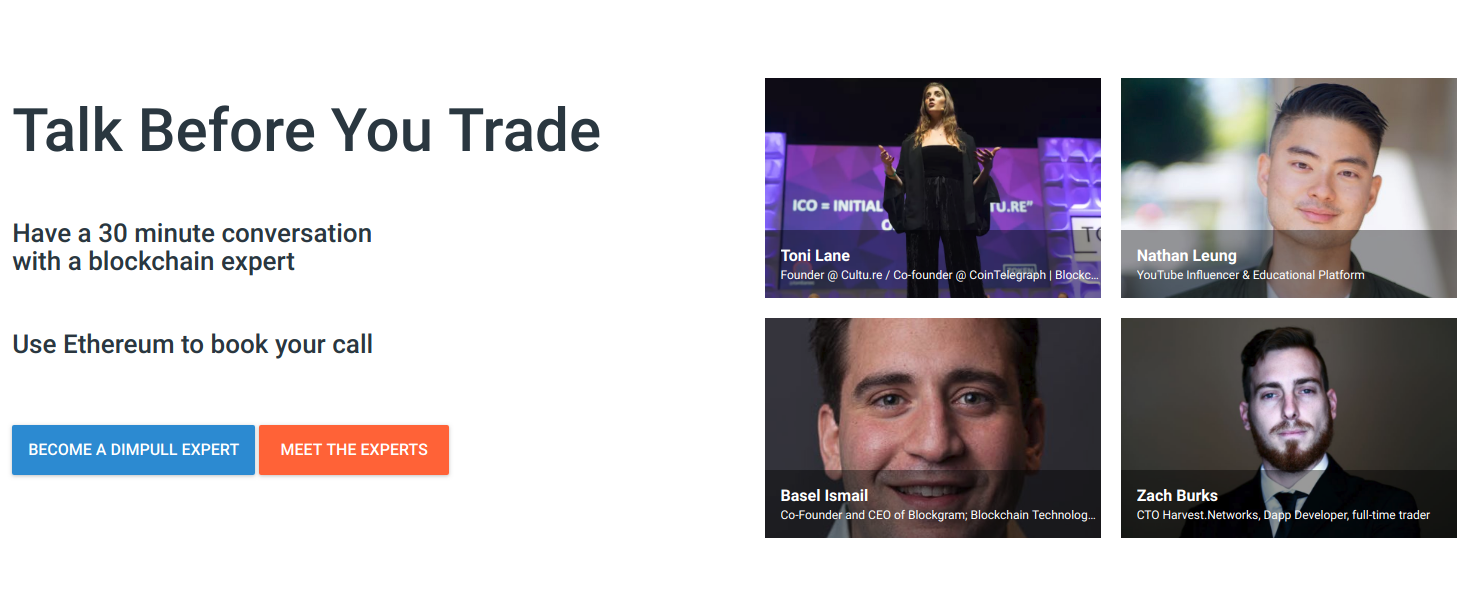 Talk Before You Trade
Have a 30 minute conversation
with a blockchain expert
Use Ethereum to book your call
BECOME A DIMPULL EXPERT
MEET THE EXPERTS
ICO = INITIAL
TU.RE”
Toni Lane
Founder @ Cultu.re / Co-founder @ CoinTelegraph | Blockc...
Nathan Leung
YouTube Influencer & Educational Platform
Basel Ismail
Co-Founder and CEO of Blockgram; Blockchain Technolog...
Zach Burks
CTO Harvest.Networks, Dapp Developer, full-time trader